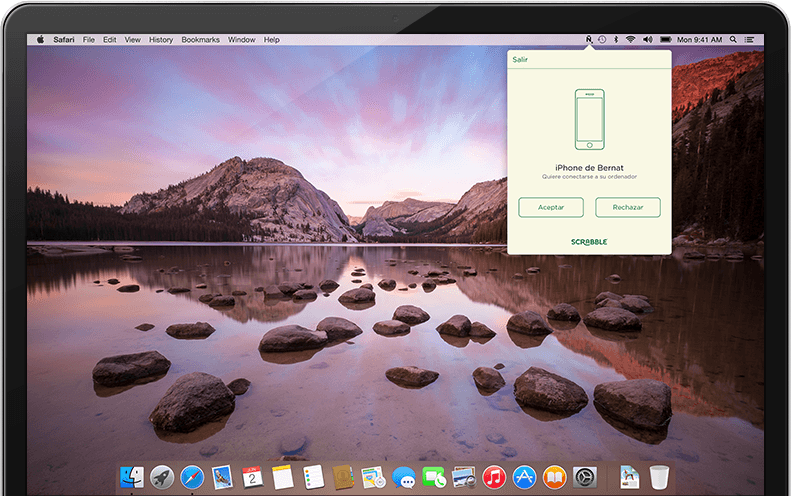 Safari File Edit View History Bookmarks Window Help Mon 9:41 AM
Salir
iPhone de Bernat
Quiere conectarse a su ordenador
Aceptar Rechazar
SCRABBLE
2